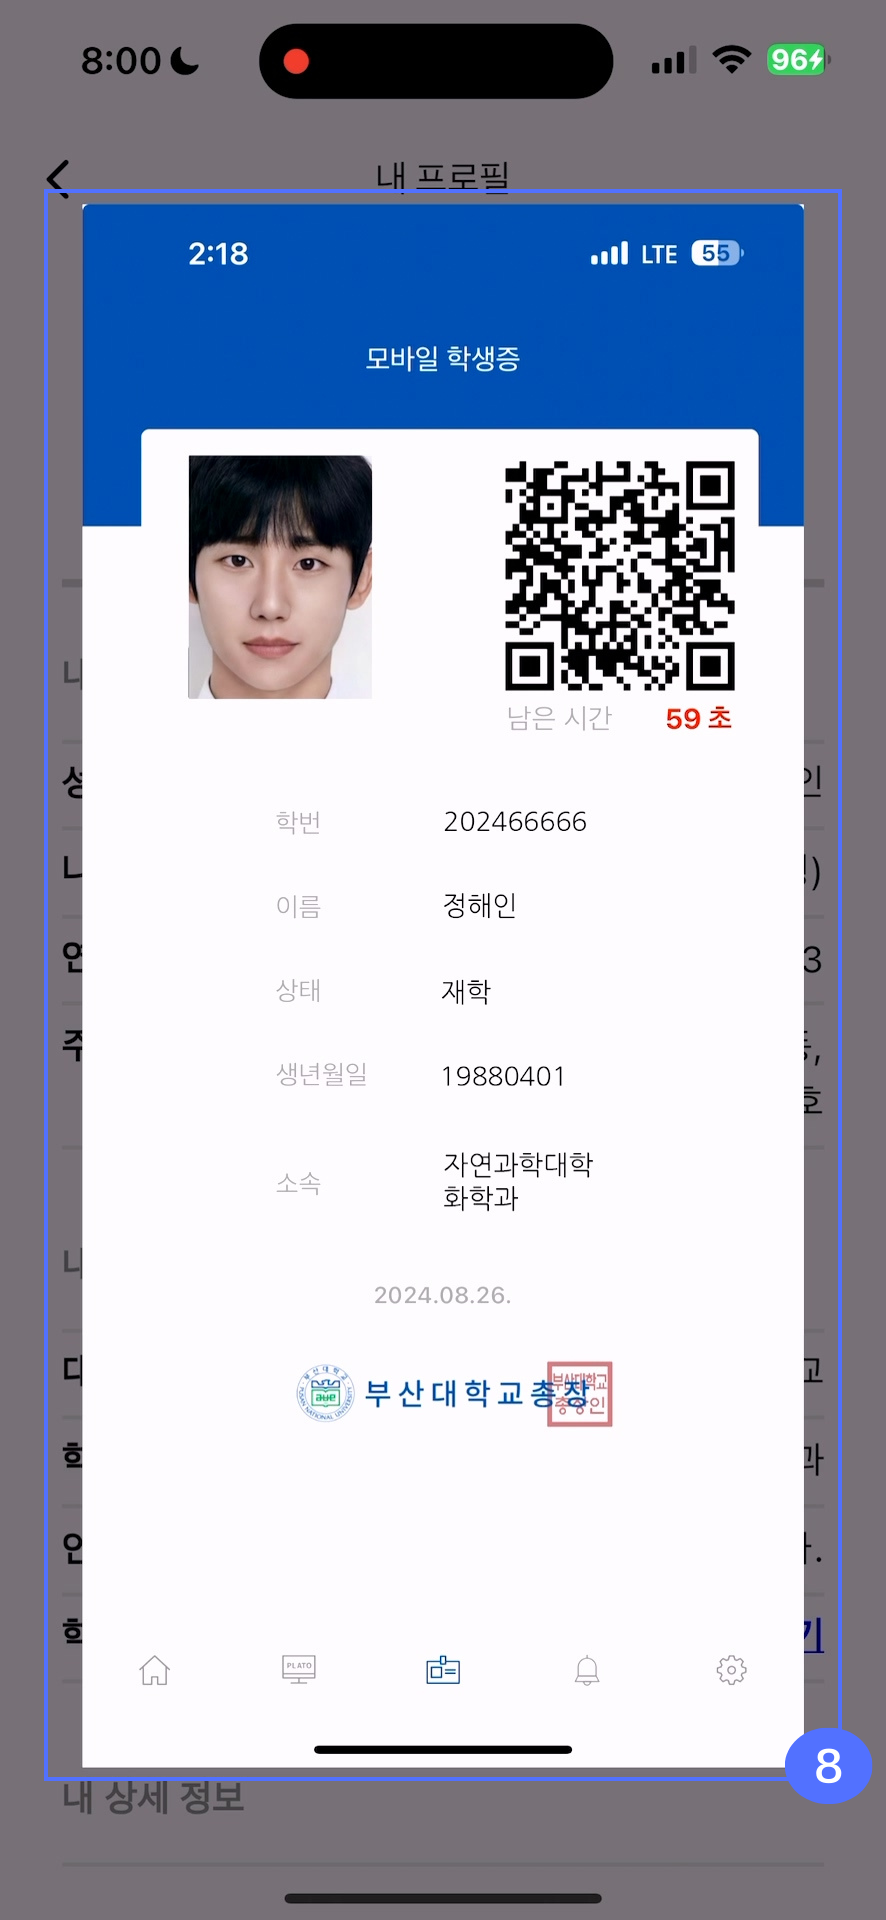 8:00
96
내 프로필
2:18
LTE 55
모바일 학생증
남은 시간 59 초
학번 202466666
이름 정해인
상태 재학
생년월일 19880401
소속 자연과학대학
화학과
2024.08.26.
부산대학교총장
부산대학교
총장인
PLATO
8
내 상세 정보